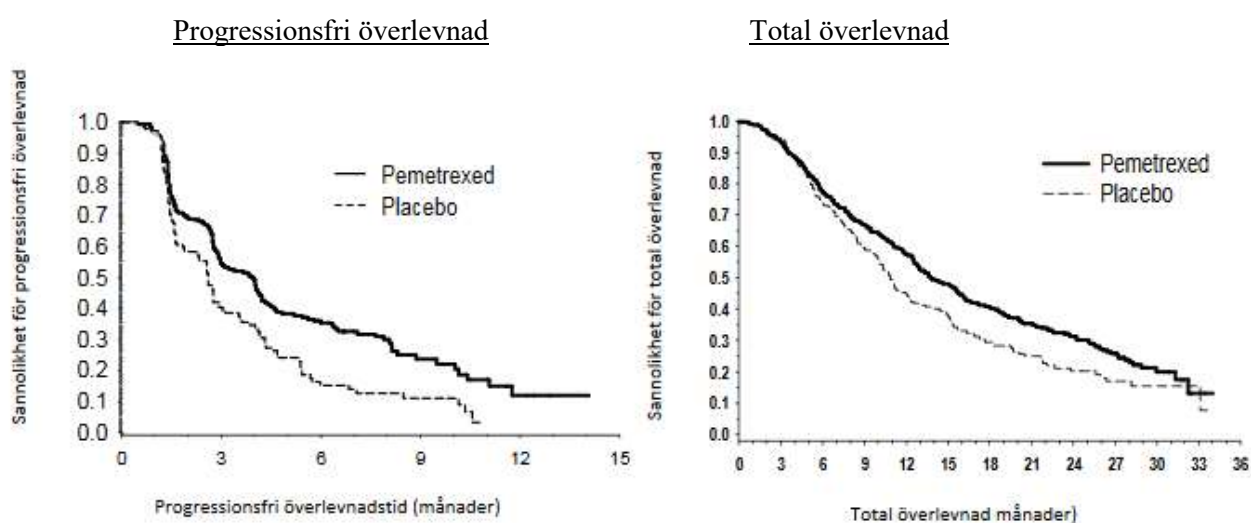 Progressionsfri överlevnad
Sannolikhet för progressionsfri överlevnad
1.0
0.9
0.8
0.7
0.6
0.5
0.4
0.3
0.2
0.1
0.0
Pemetrexed
Placebo
0 3 6 9 12 15
Progressionsfri överlevnadstid (månader)
Total överlevnad
Sannolikhet för total överlevnad
1.0
0.9
0.8
0.7
0.6
0.5
0.4
0.3
0.2
0.1
0.0
Pemetrexed
Placebo
0 3 6 9 12 15 18 21 24 27 30 33 36
Total överlevnad månader)